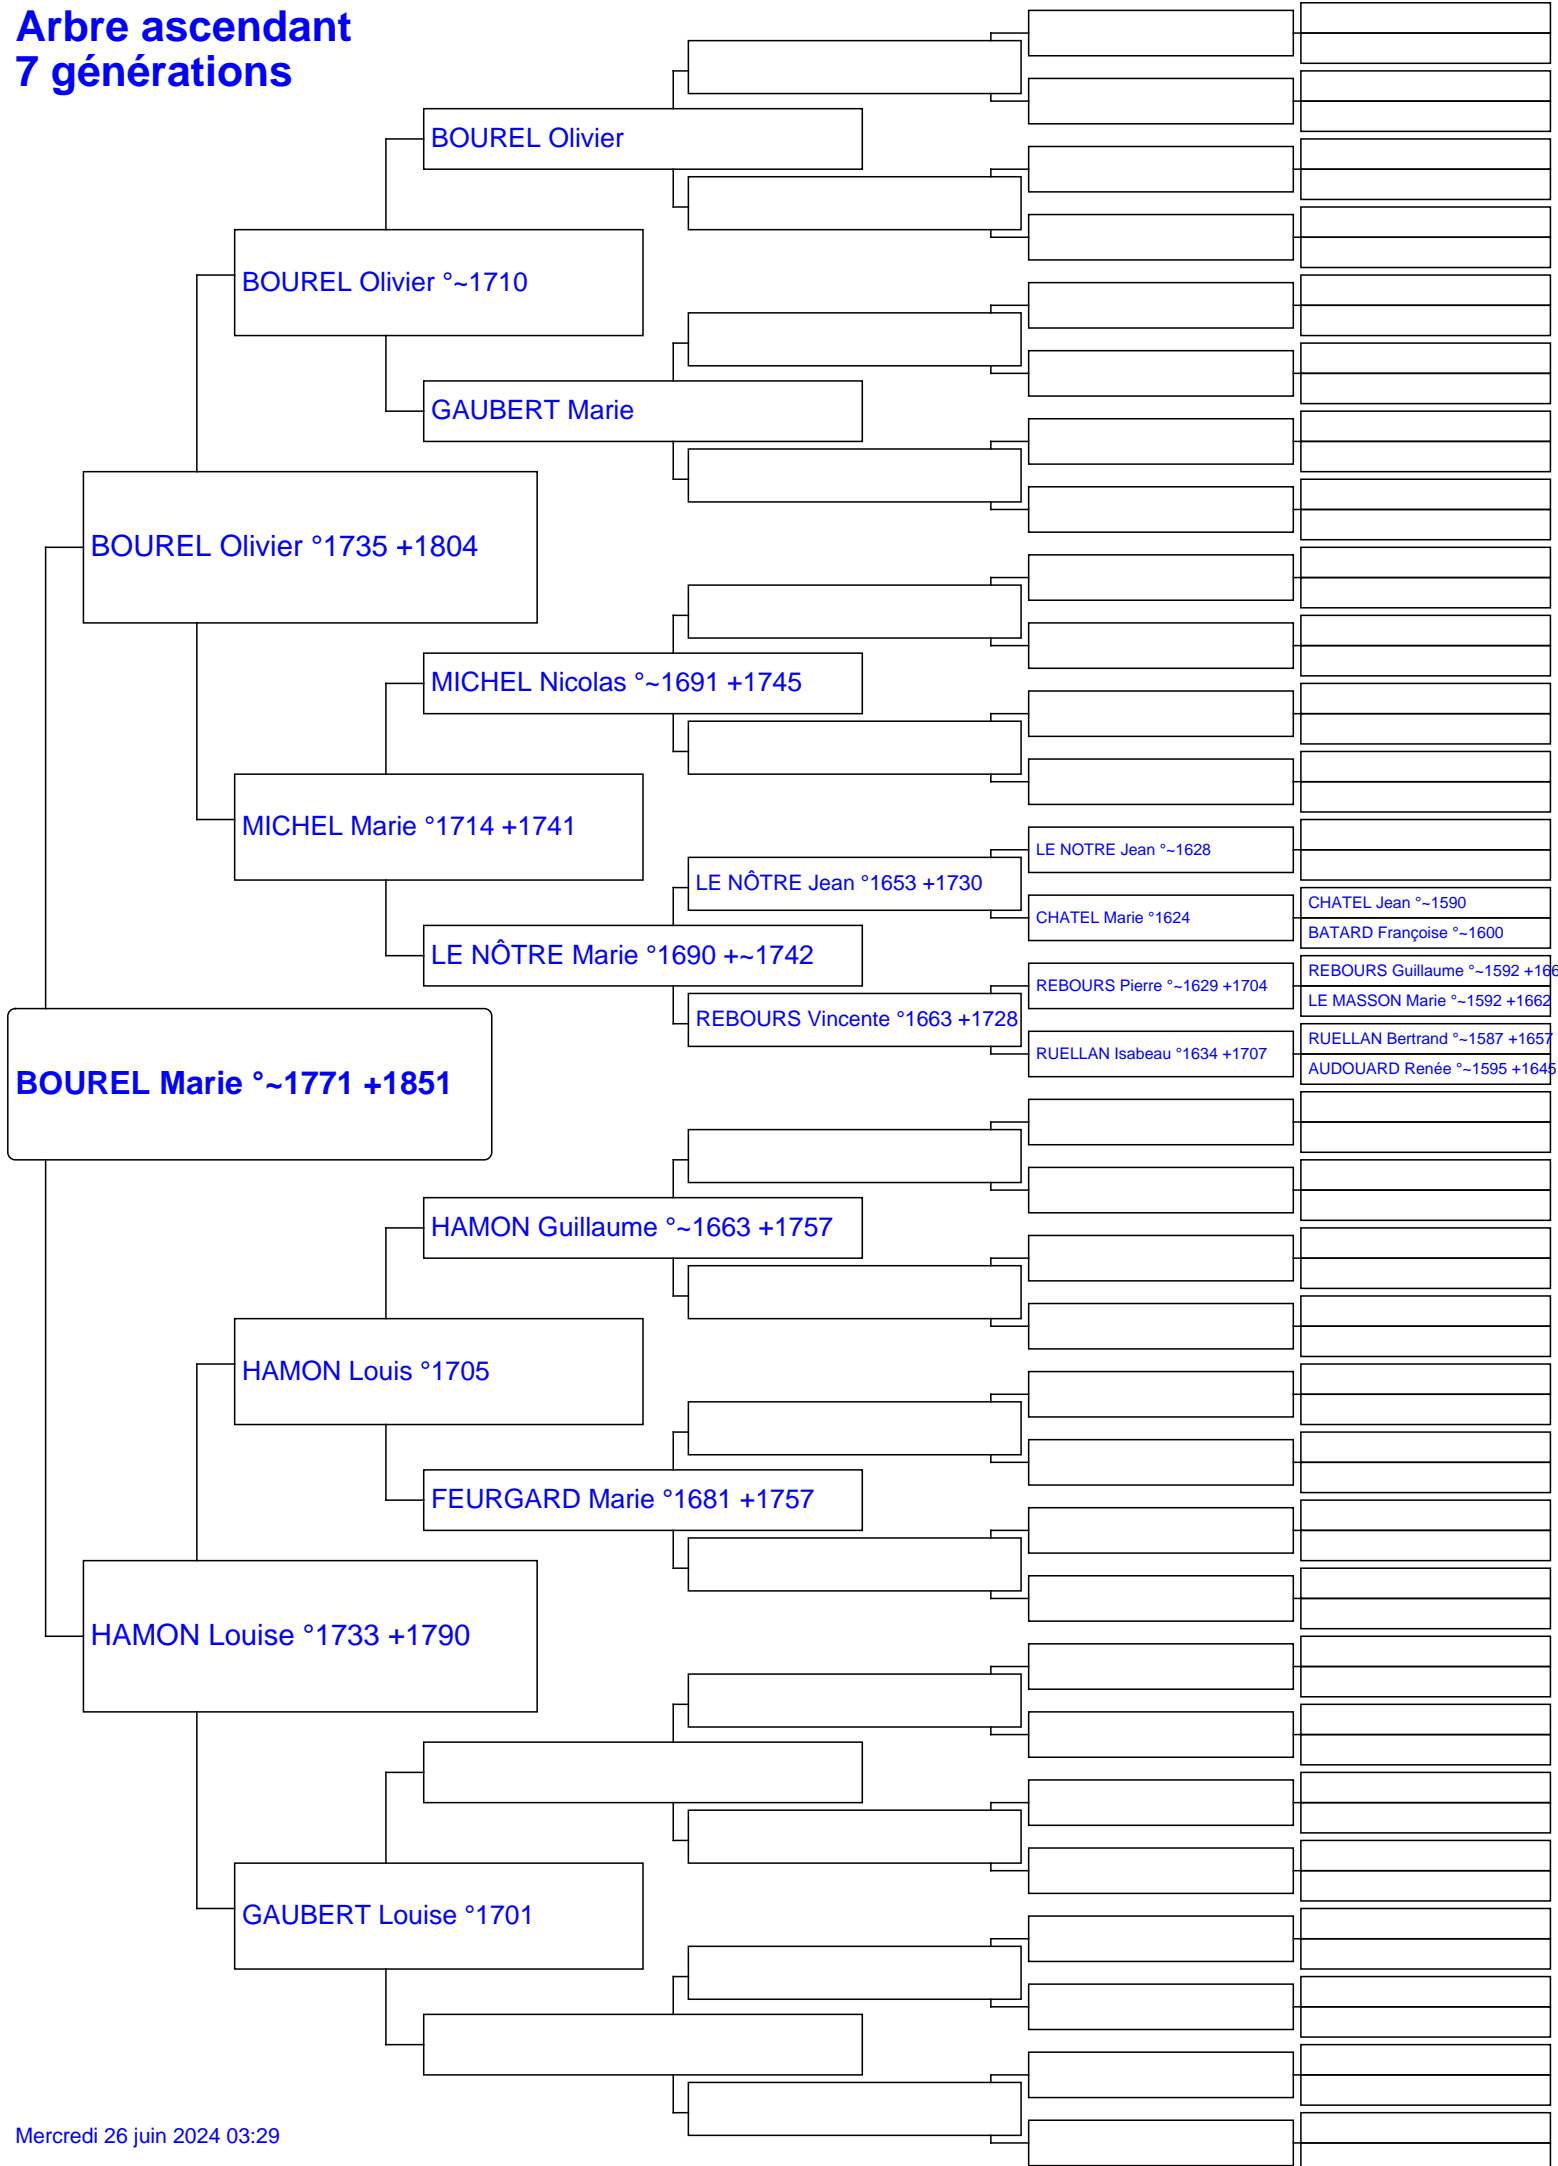 Arbre ascendant
7 générations
BOUREL Olivier
BOUREL Olivier °~1710
GAUBERT Marie
BOUREL Olivier °1735 +1804
MICHEL Nicolas °~1691 +1745
MICHEL Marie °1714 +1741
LE NOTRE Jean °~1628
LE NÔTRE Jean °1653 +1730
CHATEL Jean °~1590
CHATEL Marie °1624
BATARD Françoise °~1600
LE NÔTRE Marie °1690 +~1742
REBOURS Guillaume °~1592 +166
REBOURS Pierre °~1629 +1704
LE MASSON Marie °~1592 +1662
REBOURS Vincente °1663 +1728
RUELLAN Bertrand °~1587 +1657
RUELLAN Isabeau °1634 +1707
AUDOUARD Renée °~1595 +1645
BOUREL Marie °~1771 +1851
HAMON Guillaume °~1663 +1757
HAMON Louis °1705
FEURGARD Marie °1681 +1757
HAMON Louise °1733 +1790
GAUBERT Louise °1701
Mercredi 26 juin 2024 03:29